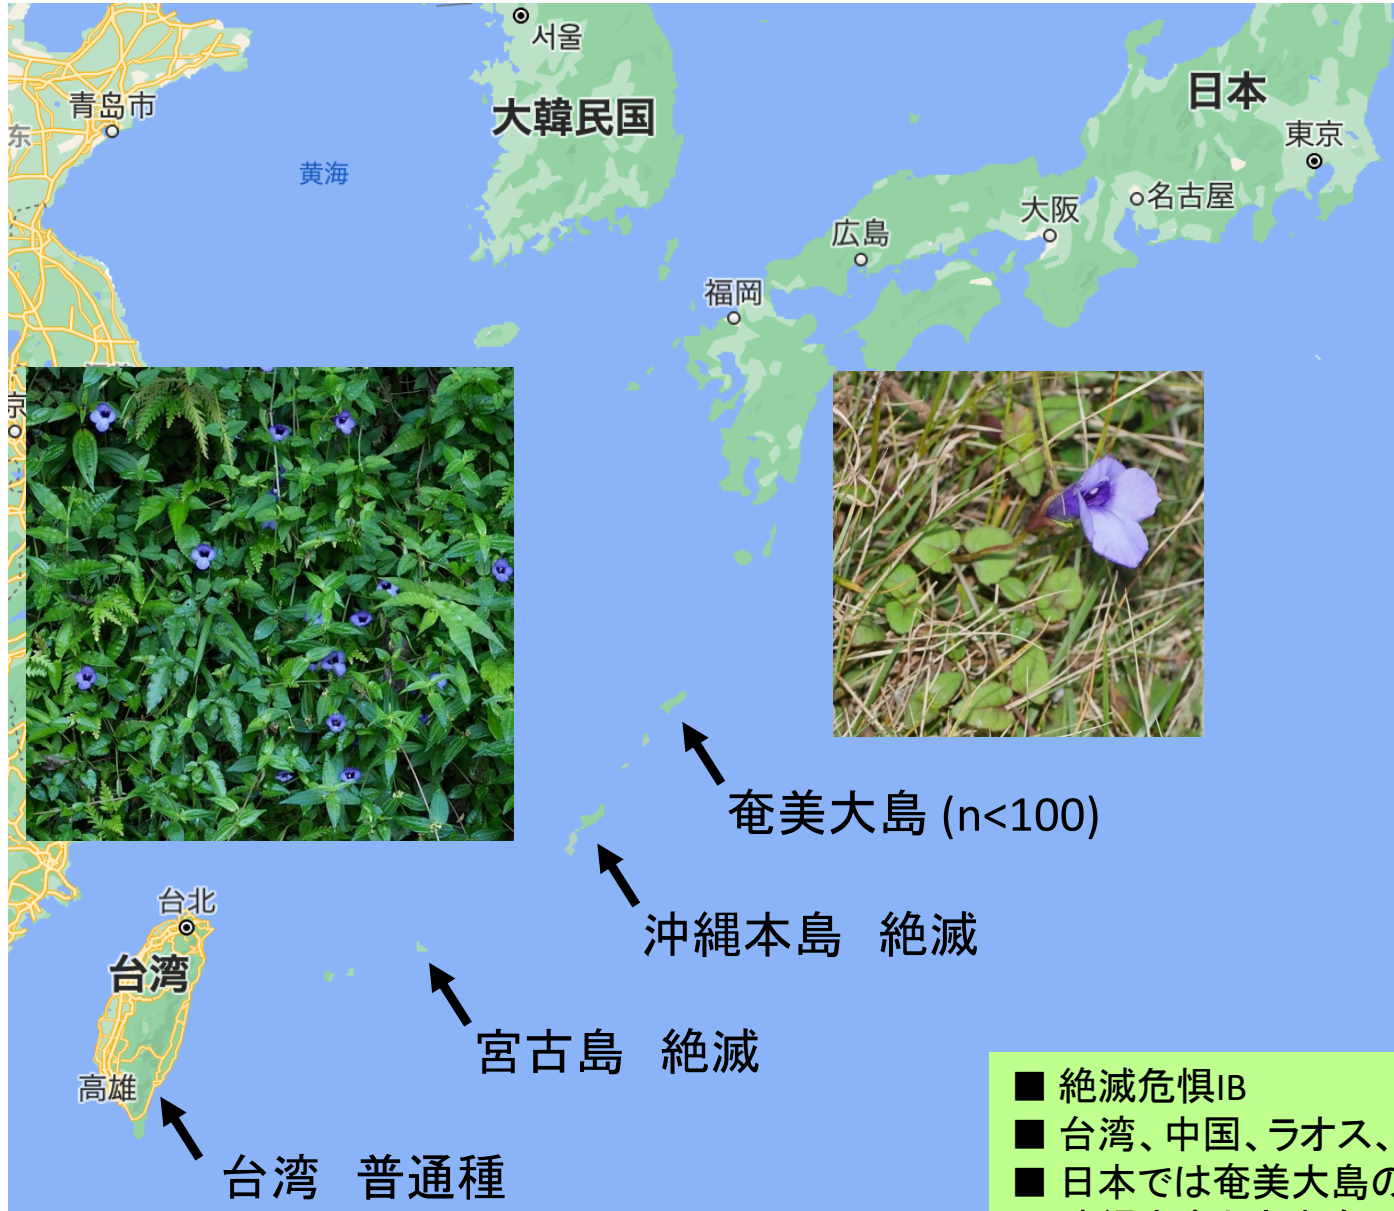 서울
大韓民国
日本
青岛市
东
東京
黄海
名古屋
大阪
広島
福岡
京
奄美大島 (n<100)
台北
沖縄本島　絶滅
台湾
宮古島　絶滅
高雄
■ 絶滅危惧IB
■ 台湾、中国、ラオス、
■ 日本では奄美大島の
台湾　普通種